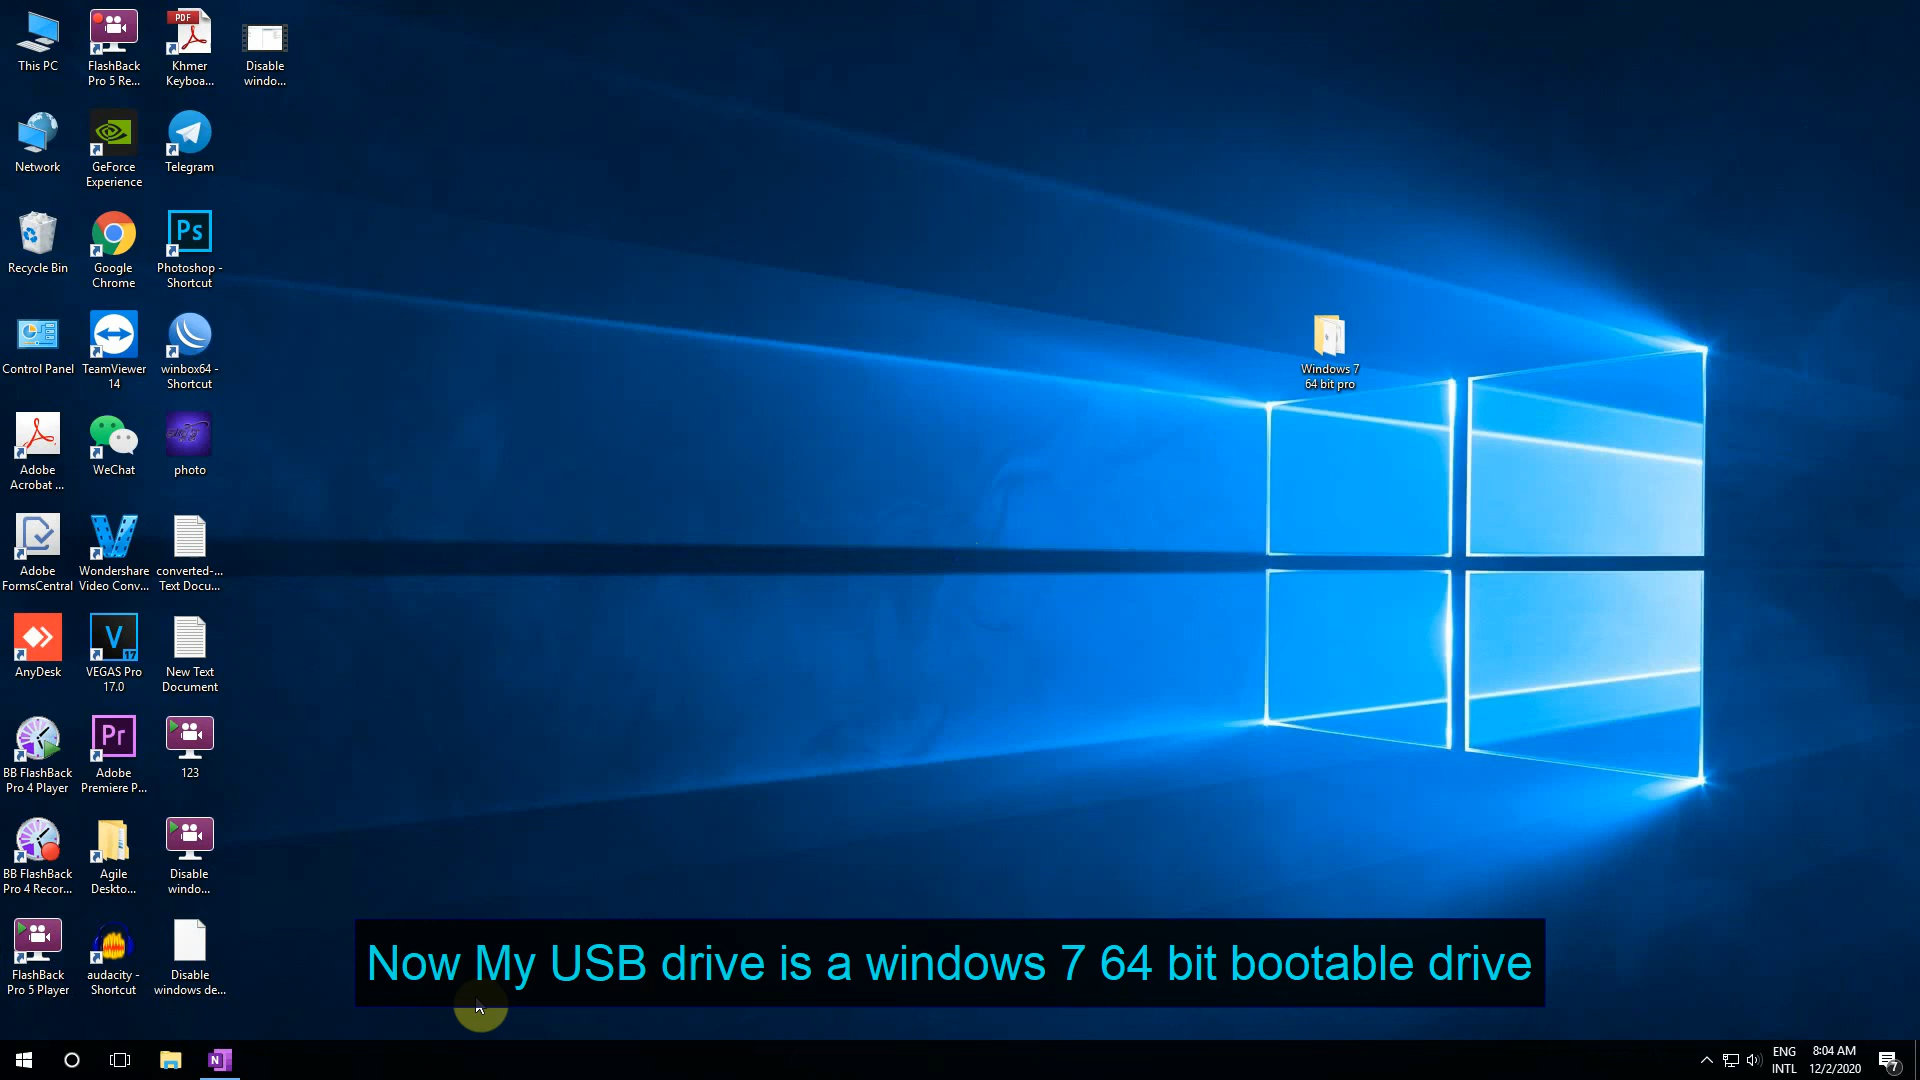 This PC
FlashBack
Pro 5 Re...
PDF
Khmer
Keyboa...
Disable
windo...
Network
GeForce
Experience
Telegram
Recycle Bin
Google
Chrome
Ps
Photoshop -
Shortcut
Control Panel
TeamViewer
14
winbox64 -
Shortcut
Windows 7
64 bit pro
Adobe
Acrobat ...
WeChat
photo
Adobe
FormsCentral
Wondershare
Video Conv...
converted-...
Text Docu...
AnyDesk
V
17
VEGAS Pro
17.0
New Text
Document
BB FlashBack
Pro 4 Player
Pr
Adobe
Premiere P...
123
BB FlashBack
Pro 4 Recor...
Agile
Deskto...
Disable
windo...
FlashBack
Pro 5 Player
audacity -
Shortcut
Disable
windows de...
Now My USB drive is a windows 7 64 bit bootable drive
N
ENG
INTL
8:04 AM
12/2/2020
7